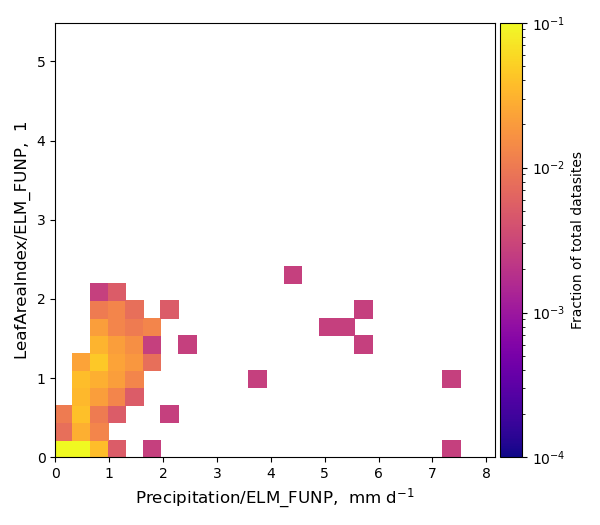 5
4
3
2
1
0
0 1 2 3 4 5 6 7 8
LeafAreaIndex/ELM_FUNP, 1
Precipitation/ELM_FUNP, mm d⁻¹
10⁻¹
10⁻²
10⁻³
10⁻⁴
Fraction of total datasites